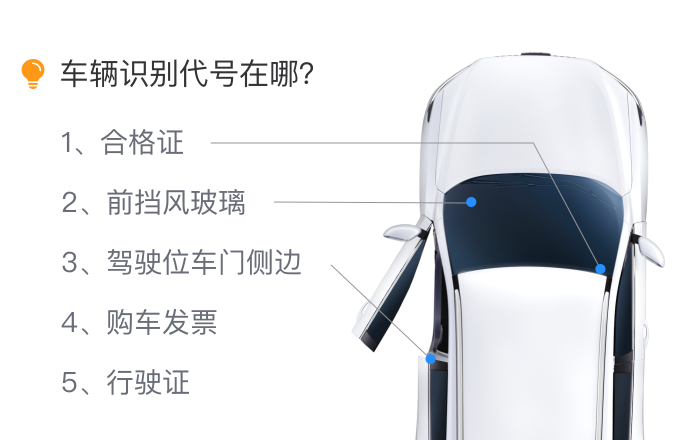 车辆识别代号在哪？
1、合格证
2、前挡风玻璃
3、驾驶位车门侧边
4、购车发票
5、行驶证